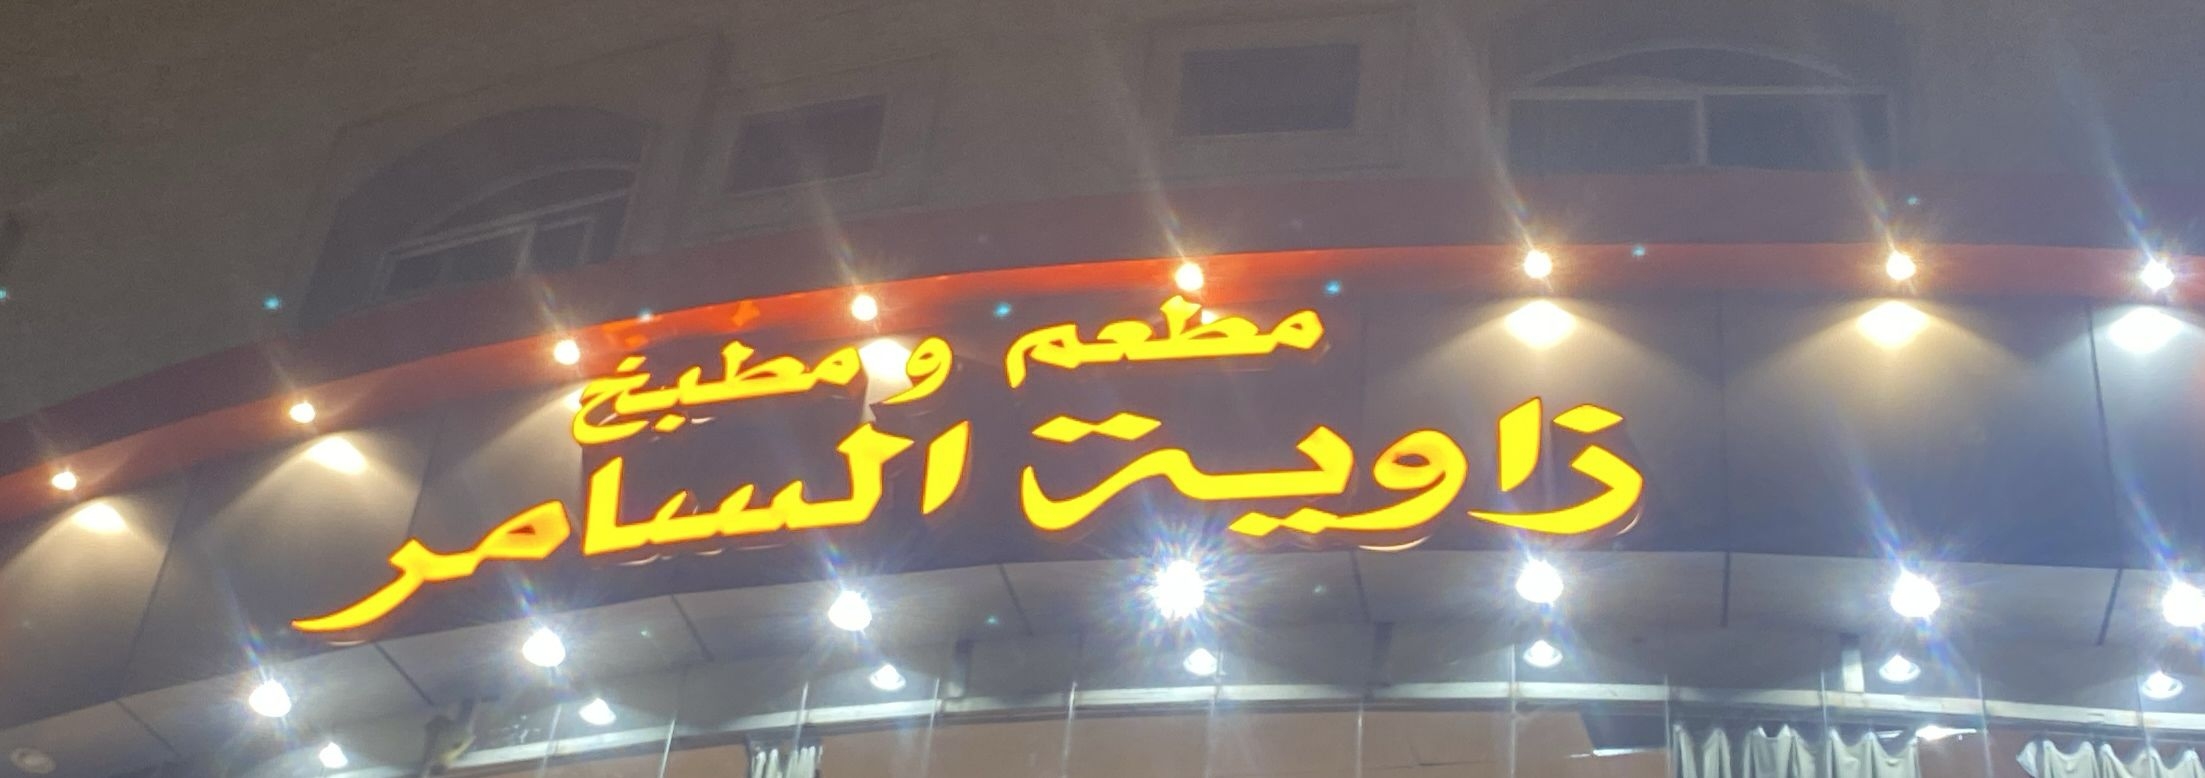 مطعم و مطبخ
زاوية السامر